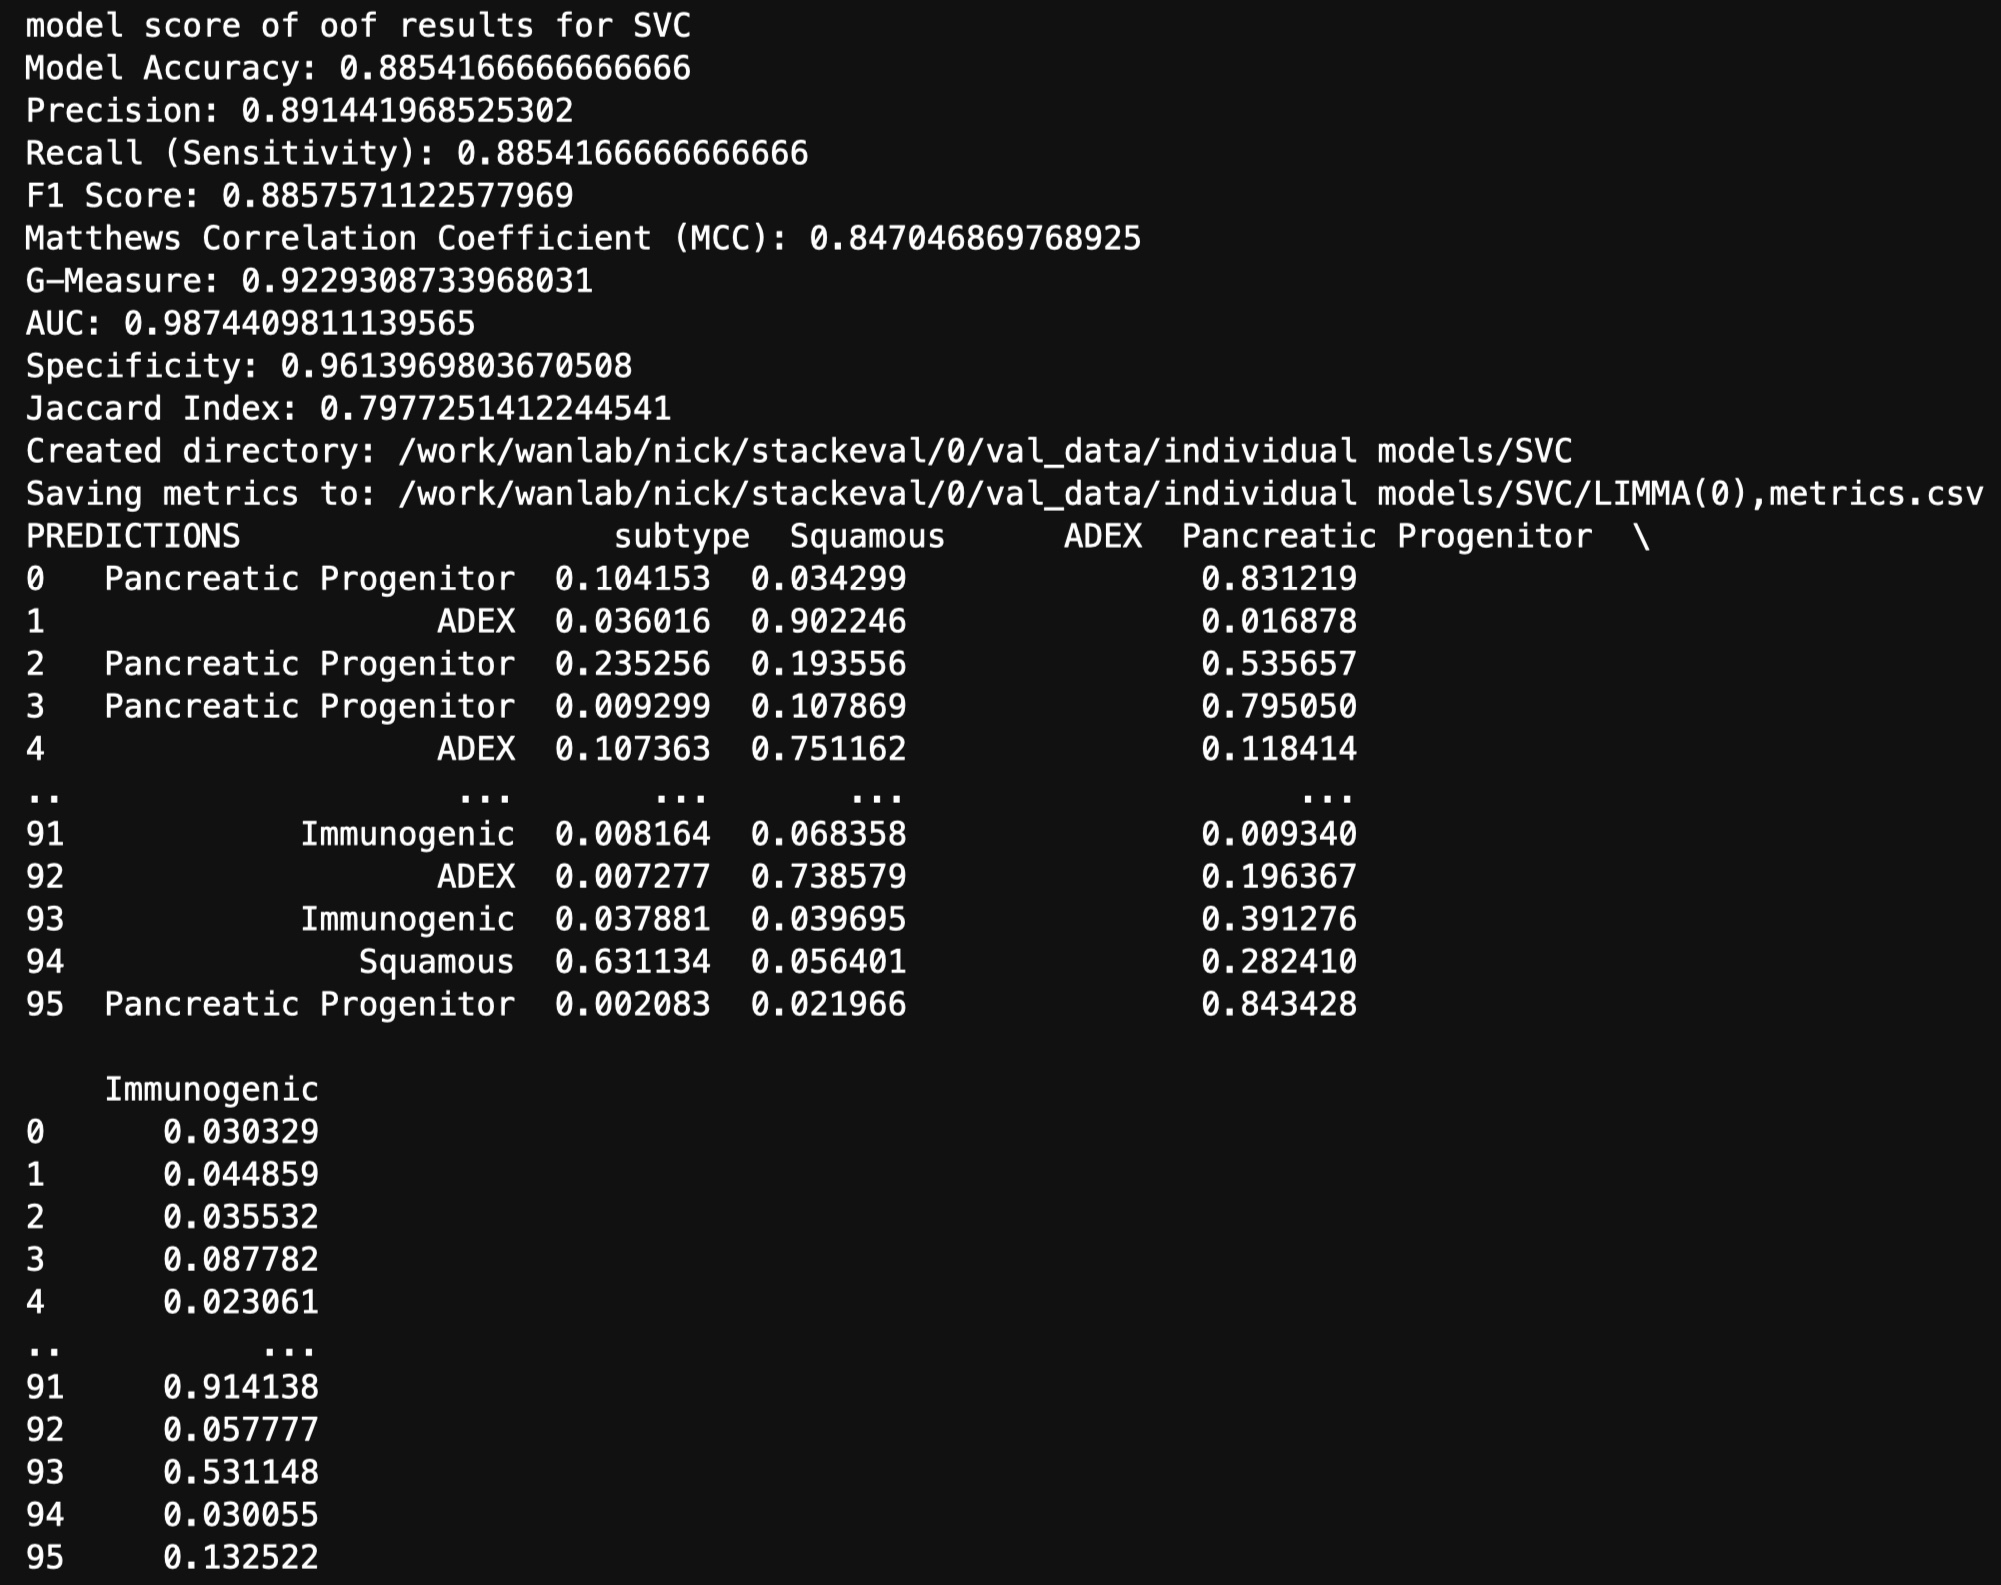 model score of oof results for SVC
Model Accuracy: 0.8854166666666666
Precision: 0.891441968525302
Recall (Sensitivity): 0.8854166666666666
F1 Score: 0.8857571122577969
Matthews Correlation Coefficient (MCC): 0.847046869768925
G-Measure: 0.9229308733968031
AUC: 0.9874409811139565
Specificity: 0.9613969803670508
Jaccard Index: 0.7977251412244541
Created directory: /work/wanlab/nick/stackeval/0/val_data/individual models/SVC
Saving metrics to: /work/wanlab/nick/stackeval/0/val_data/individual models/SVC/LIMMA(0),metrics.csv
PREDICTIONS                   subtype  Squamous      ADEX  Pancreatic Progenitor  \
0   Pancreatic Progenitor  0.104153  0.034299               0.831219
1                    ADEX  0.036016  0.902246               0.016878
2   Pancreatic Progenitor  0.235256  0.193556               0.535657
3   Pancreatic Progenitor  0.009299  0.107869               0.795050
4                    ADEX  0.107363  0.751162               0.118414
..                    ...       ...       ...                    ...
91            Immunogenic  0.008164  0.068358               0.009340
92                   ADEX  0.007277  0.738579               0.196367
93            Immunogenic  0.037881  0.039695               0.391276
94               Squamous  0.631134  0.056401               0.282410
95  Pancreatic Progenitor  0.002083  0.021966               0.843428
    Immunogenic
0      0.030329
1      0.044859
2      0.035532
3      0.087782
4      0.023061
..          ...
91     0.914138
92     0.057777
93     0.531148
94     0.030055
95     0.132522